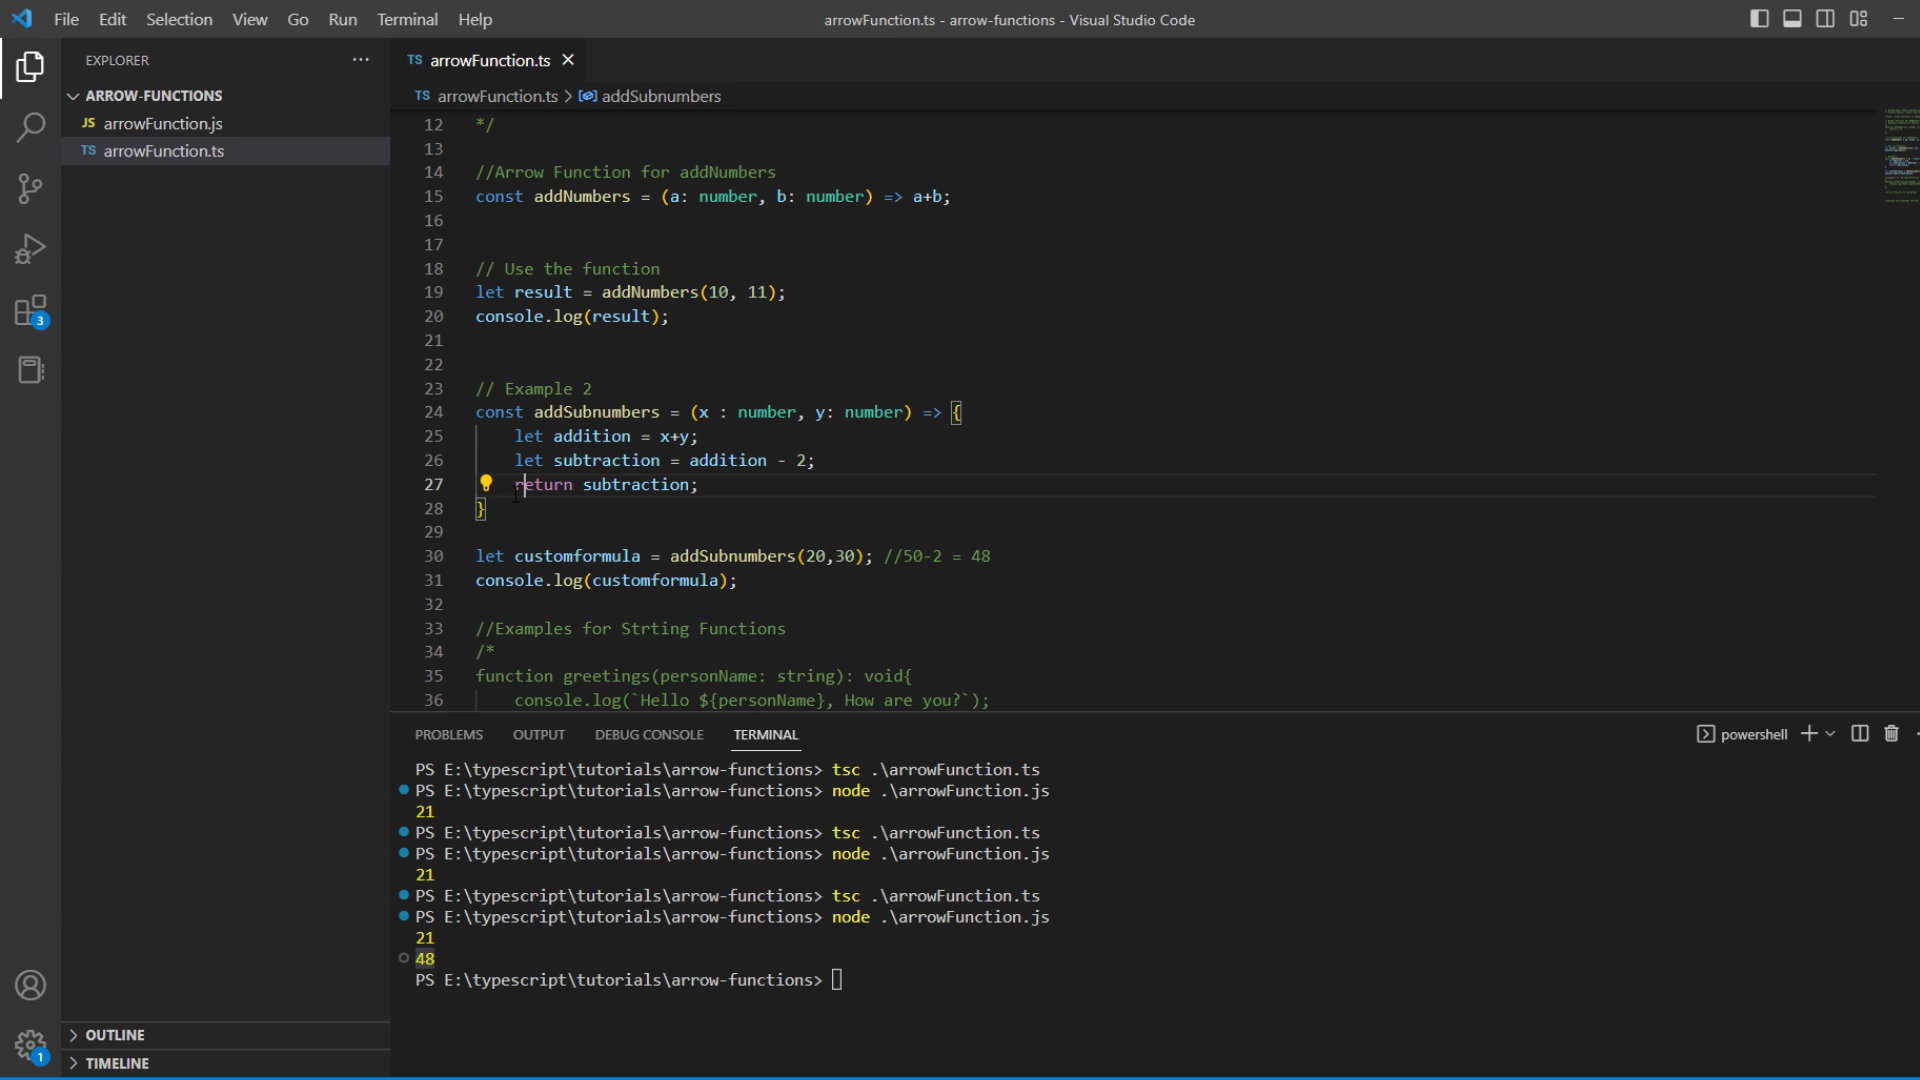 File Edit Selection View Go Run Terminal Help
arrowFunction.ts - arrow-functions - Visual Studio Code
EXPLORER
ARROW-FUNCTIONS
JS arrowFunction.js
TS arrowFunction.ts
3
1
OUTLINE
TIMELINE
TS arrowFunction.ts
TS arrowFunction.ts > addSubnumbers
12 */
13
14 //Arrow Function for addNumbers
15 const addNumbers = (a: number, b: number) => a+b;
16
17
18 // Use the function
19 let result = addNumbers(10, 11);
20 console.log(result);
21
22
23 // Example 2
24 const addSubnumbers = (x : number, y: number) => {
25 let addition = x+y;
26 let subtraction = addition - 2;
27 return subtraction;
28 }
29
30 let customformula = addSubnumbers(20,30); //50-2 = 48
31 console.log(customformula);
32
33 //Examples for Strting Functions
34 /*
35 function greetings(personName: string): void{
36 console.log(`Hello ${personName}, How are you?`);
PROBLEMS OUTPUT DEBUG CONSOLE TERMINAL
powershell
PS E:\typescript\tutorials\arrow-functions> tsc .\arrowFunction.ts
PS E:\typescript\tutorials\arrow-functions> node .\arrowFunction.js
21
PS E:\typescript\tutorials\arrow-functions> tsc .\arrowFunction.ts
PS E:\typescript\tutorials\arrow-functions> node .\arrowFunction.js
21
PS E:\typescript\tutorials\arrow-functions> tsc .\arrowFunction.ts
PS E:\typescript\tutorials\arrow-functions> node .\arrowFunction.js
21
48
PS E:\typescript\tutorials\arrow-functions>